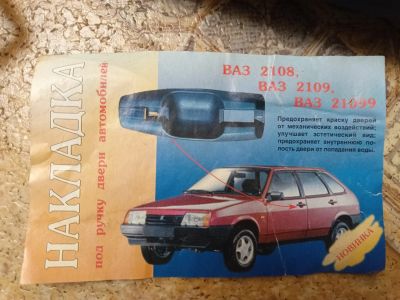 НАКЛАДКА
под ручку двери автомобилей
ВАЗ 2108,
ВАЗ 2109,
ВАЗ 21099
Предохраняет краску дверей
от механических воздействий;
улучшает эстетический вид;
предохраняет внутреннюю по-
лость двери от попадания воды.
НОВИНКА